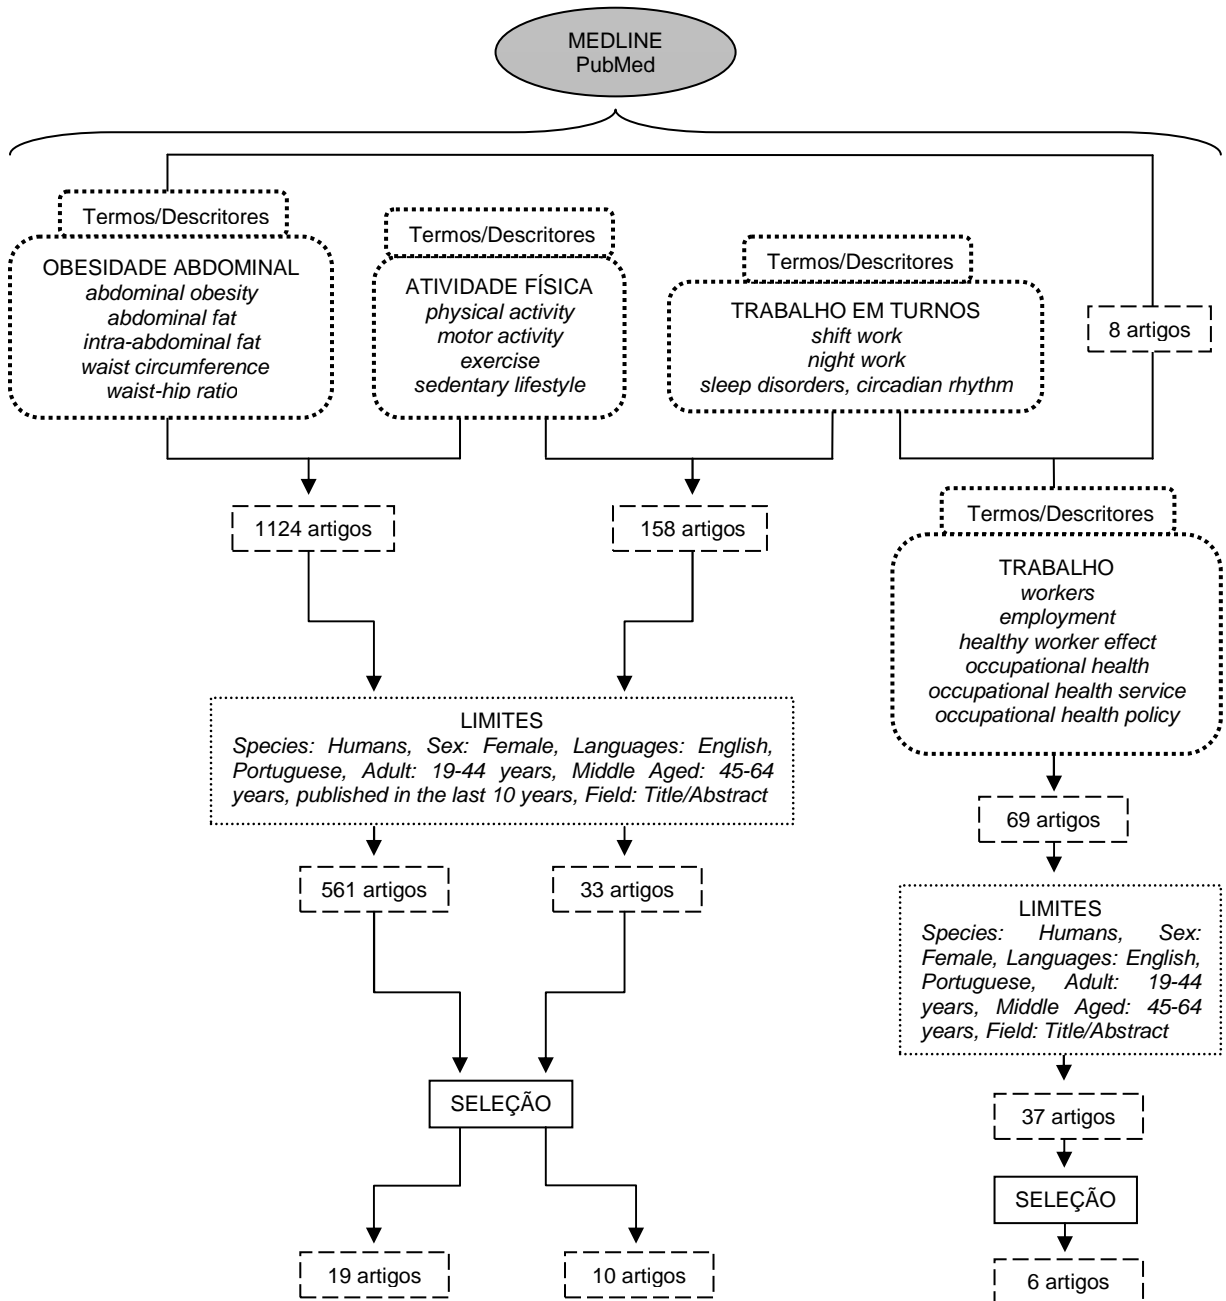 MEDLINE
PubMed
Termos/Descritores
OBESIDADE ABDOMINAL
abdominal obesity
abdominal fat
intra-abdominal fat
waist circumference
waist-hip ratio
Termos/Descritores
ATIVIDADE FÍSICA
physical activity
motor activity
exercise
sedentary lifestyle
Termos/Descritores
TRABALHO EM TURNOS
shift work
night work
sleep disorders, circadian rhythm
8 artigos
1124 artigos
158 artigos
Termos/Descritores
TRABALHO
workers
employment
healthy worker effect
occupational health
occupational health service
occupational health policy
LIMITES
Species: Humans, Sex: Female, Languages: English,
Portuguese, Adult: 19-44 years, Middle Aged: 45-64
years, published in the last 10 years, Field: Title/Abstract
69 artigos
561 artigos
33 artigos
LIMITES
Species: Humans, Sex:
Female, Languages: English,
Portuguese, Adult: 19-44
years, Middle Aged: 45-64
years, Field: Title/Abstract
SELEÇÃO
37 artigos
SELEÇÃO
19 artigos
10 artigos
6 artigos